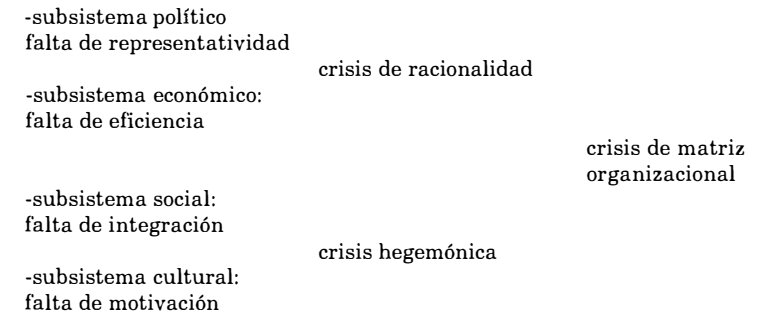 -subsistema político
falta de representatividad
crisis de racionalidad
-subsistema económico:
falta de eficiencia
crisis de matriz
organizacional
-subsistema social:
falta de integración
crisis hegemónica
-subsistema cultural:
falta de motivación